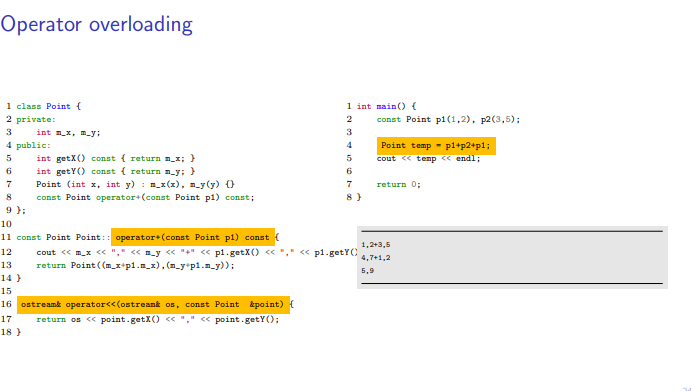 Operator overloading
1 class Point {
2 private:
3 int m_x, m_y;
4 public:
5 int getX() const { return m_x; }
6 int getY() const { return m_y; }
7 Point (int x, int y) : m_x(x), m_y(y) {}
8 const Point operator+(const Point p1) const;
9 };
10
11 const Point Point:: operator+(const Point p1) const {
12 cout << m_x << "," << m_y << "+" << p1.getX() << "," << p1.getY()
13 return Point((m_x+p1.m_x),(m_y+p1.m_y));
14 }
15
16 ostream& operator<<(ostream& os, const Point &point) {
17 return os << point.getX() << "," << point.getY();
18 }
1 int main() {
2 const Point p1(1,2), p2(3,5);
3
4 Point temp = p1+p2+p1;
5 cout << temp << endl;
6
7 return 0;
8 }
1,2+3,5
4,7+1,2
5,9